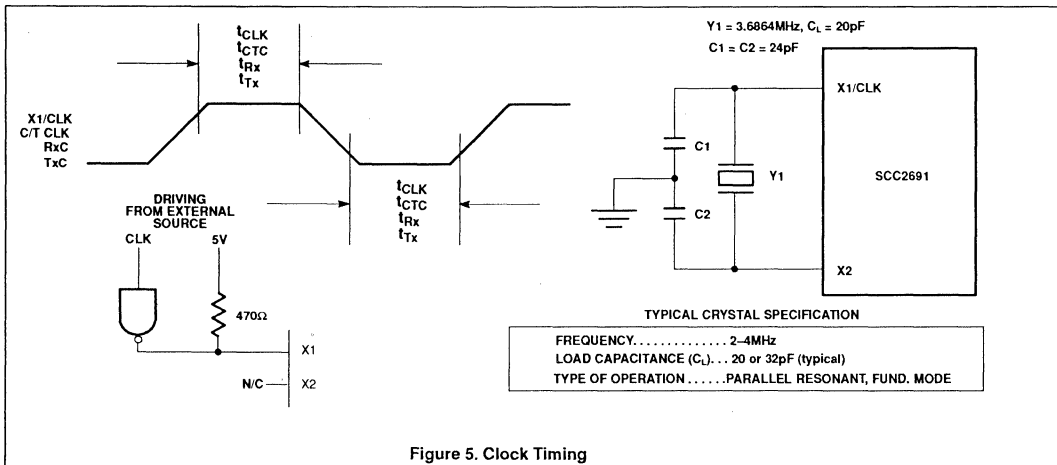 tCLK
tCTC
tRx
tTx
X1/CLK
C/T CLK
RxC
TxC
tCLK
tCTC
tRx
tTx
DRIVING
FROM EXTERNAL
SOURCE
CLK
5V
470Ω
X1
N/C
X2
Y1 = 3.6864MHz, CL = 20pF
C1 = C2 = 24pF
X1/CLK
C1
Y1
SCC2691
C2
X2
TYPICAL CRYSTAL SPECIFICATION
FREQUENCY.............. 2–4MHz
LOAD CAPACITANCE (CL)... 20 or 32pF (typical)
TYPE OF OPERATION ......PARALLEL RESONANT, FUND. MODE
Figure 5. Clock Timing